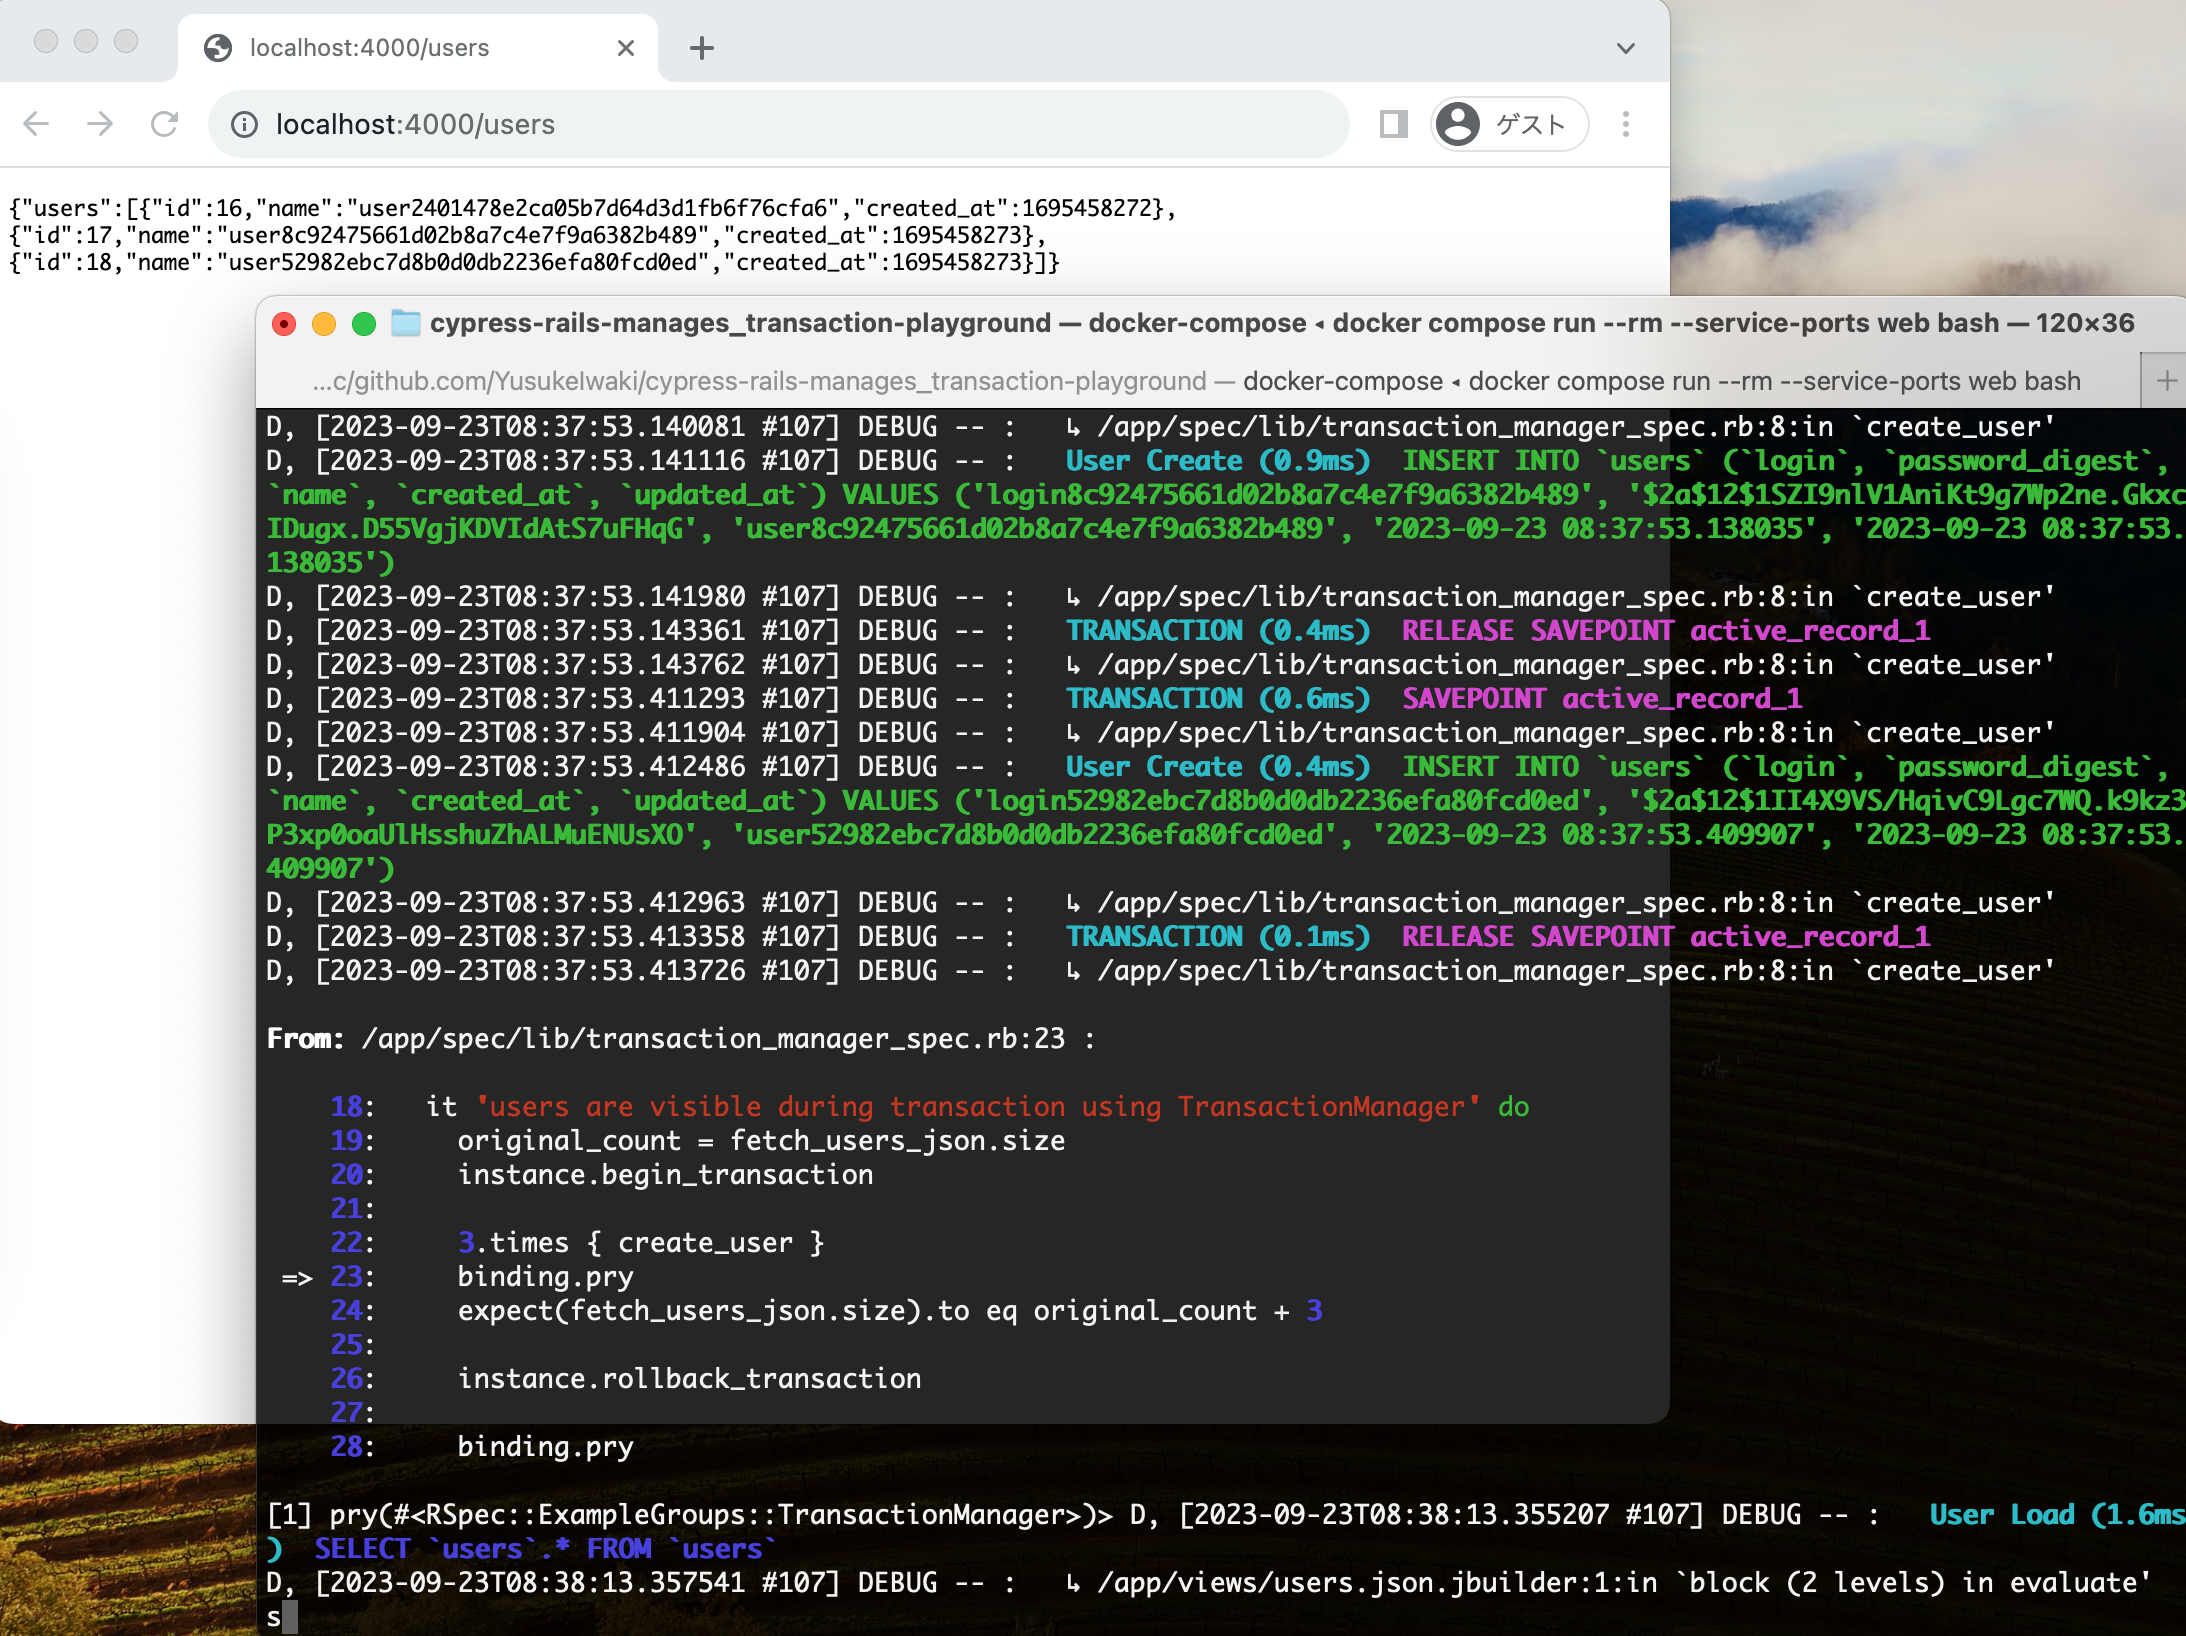 localhost:4000/users
localhost:4000/users
ゲスト
{"users":[{"id":16,"name":"user2401478e2ca05b7d64d3d1fb6f76cfa6","created_at":1695458272},
{"id":17,"name":"user8c92475661d02b8a7c4e7f9a6382b489","created_at":1695458273},
{"id":18,"name":"user52982ebc7d8b0d0db2236efa80fcd0ed","created_at":1695458273}]}
cypress-rails-manages_transaction-playground — docker-compose ◂ docker compose run --rm --service-ports web bash — 120×36
...c/github.com/YusukeIwaki/cypress-rails-manages_transaction-playground — docker-compose ◂ docker compose run --rm --service-ports web bash
D, [2023-09-23T08:37:53.140081 #107] DEBUG -- :   ↳ /app/spec/lib/transaction_manager_spec.rb:8:in `create_user'
D, [2023-09-23T08:37:53.141116 #107] DEBUG -- :   User Create (0.9ms)  INSERT INTO `users` (`login`, `password_digest`,
`name`, `created_at`, `updated_at`) VALUES ('login8c92475661d02b8a7c4e7f9a6382b489', '$2a$12$1SZI9nlV1AniKt9g7Wp2ne.Gkxc
IDugx.D55VgjKDVIdAtS7uFHqG', 'user8c92475661d02b8a7c4e7f9a6382b489', '2023-09-23 08:37:53.138035', '2023-09-23 08:37:53.
138035')
D, [2023-09-23T08:37:53.141980 #107] DEBUG -- :   ↳ /app/spec/lib/transaction_manager_spec.rb:8:in `create_user'
D, [2023-09-23T08:37:53.143361 #107] DEBUG -- :   TRANSACTION (0.4ms)  RELEASE SAVEPOINT active_record_1
D, [2023-09-23T08:37:53.143762 #107] DEBUG -- :   ↳ /app/spec/lib/transaction_manager_spec.rb:8:in `create_user'
D, [2023-09-23T08:37:53.411293 #107] DEBUG -- :   TRANSACTION (0.6ms)  SAVEPOINT active_record_1
D, [2023-09-23T08:37:53.411904 #107] DEBUG -- :   ↳ /app/spec/lib/transaction_manager_spec.rb:8:in `create_user'
D, [2023-09-23T08:37:53.412486 #107] DEBUG -- :   User Create (0.4ms)  INSERT INTO `users` (`login`, `password_digest`,
`name`, `created_at`, `updated_at`) VALUES ('login52982ebc7d8b0d0db2236efa80fcd0ed', '$2a$12$1II4X9VS/HqivC9Lgc7WQ.k9kz3
P3xp0oaUlHsshuZhALMuENUsXO', 'user52982ebc7d8b0d0db2236efa80fcd0ed', '2023-09-23 08:37:53.409907', '2023-09-23 08:37:53.
409907')
D, [2023-09-23T08:37:53.412963 #107] DEBUG -- :   ↳ /app/spec/lib/transaction_manager_spec.rb:8:in `create_user'
D, [2023-09-23T08:37:53.413358 #107] DEBUG -- :   TRANSACTION (0.1ms)  RELEASE SAVEPOINT active_record_1
D, [2023-09-23T08:37:53.413726 #107] DEBUG -- :   ↳ /app/spec/lib/transaction_manager_spec.rb:8:in `create_user'
From: /app/spec/lib/transaction_manager_spec.rb:23 :
    18:   it 'users are visible during transaction using TransactionManager' do
    19:     original_count = fetch_users_json.size
    20:     instance.begin_transaction
    21:
    22:     3.times { create_user }
 => 23:     binding.pry
    24:     expect(fetch_users_json.size).to eq original_count + 3
    25:
    26:     instance.rollback_transaction
    27:
    28:     binding.pry
[1] pry(#<RSpec::ExampleGroups::TransactionManager>)> D, [2023-09-23T08:38:13.355207 #107] DEBUG -- :   User Load (1.6ms
)  SELECT `users`.* FROM `users`
D, [2023-09-23T08:38:13.357541 #107] DEBUG -- :   ↳ /app/views/users.json.jbuilder:1:in `block (2 levels) in evaluate'
s